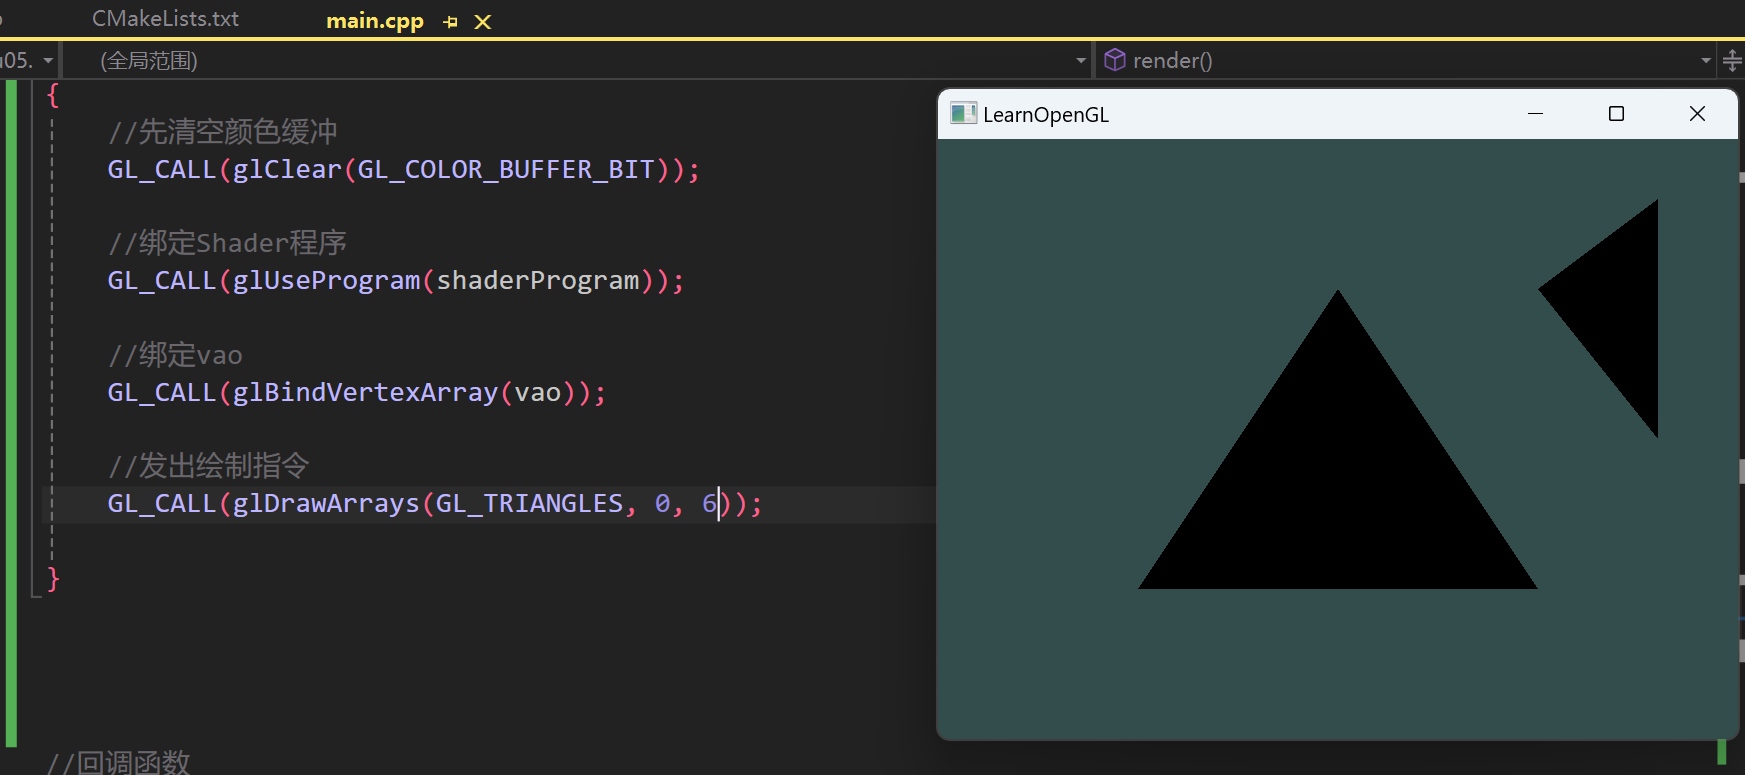 CMakeLists.txt
main.cpp
05.
(全局范围)
render()
LearnOpenGL
{
//先清空颜色缓冲
GL_CALL(glClear(GL_COLOR_BUFFER_BIT));
//绑定Shader程序
GL_CALL(glUseProgram(shaderProgram));
//绑定vao
GL_CALL(glBindVertexArray(vao));
//发出绘制指令
GL_CALL(glDrawArrays(GL_TRIANGLES, 0, 6));
}
//回调函数